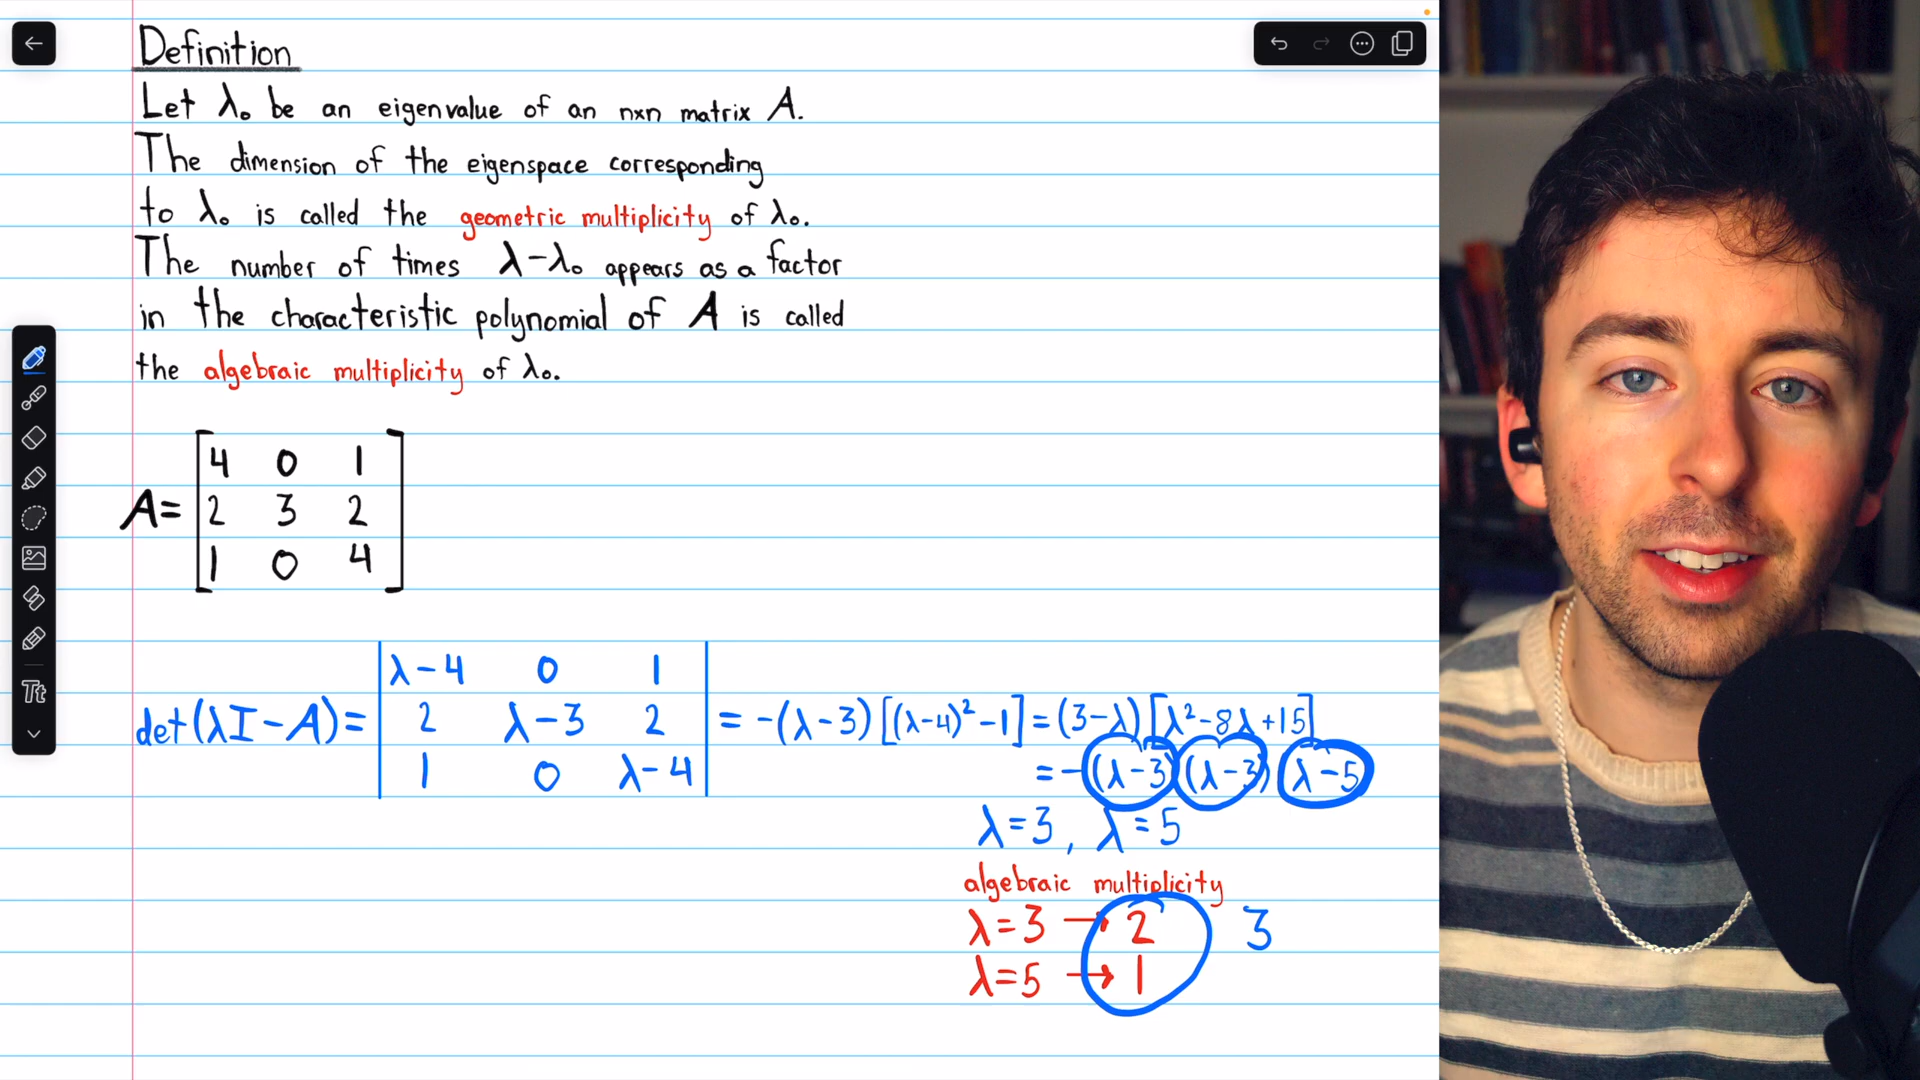 Definition
Let λ₀ be an eigenvalue of an n×n matrix A.
The dimension of the eigenspace corresponding
to λ₀ is called the geometric multiplicity of λ₀.
The number of times λ-λ₀ appears as a factor
in the characteristic polynomial of A is called
the algebraic multiplicity of λ₀.
4 0 1
A= 2 3 2
1 0 4
λ-4 0 1
det(λI-A)= 2 λ-3 2 = -(λ-3)[(λ-4)²-1]=(3-λ)[λ²-8λ+15]
1 0 λ-4 =-(λ-3)(λ-3)(λ-5
λ=3, λ=5
algebraic multiplicity
λ=3 → 2 3
λ=5 → 1
Tt